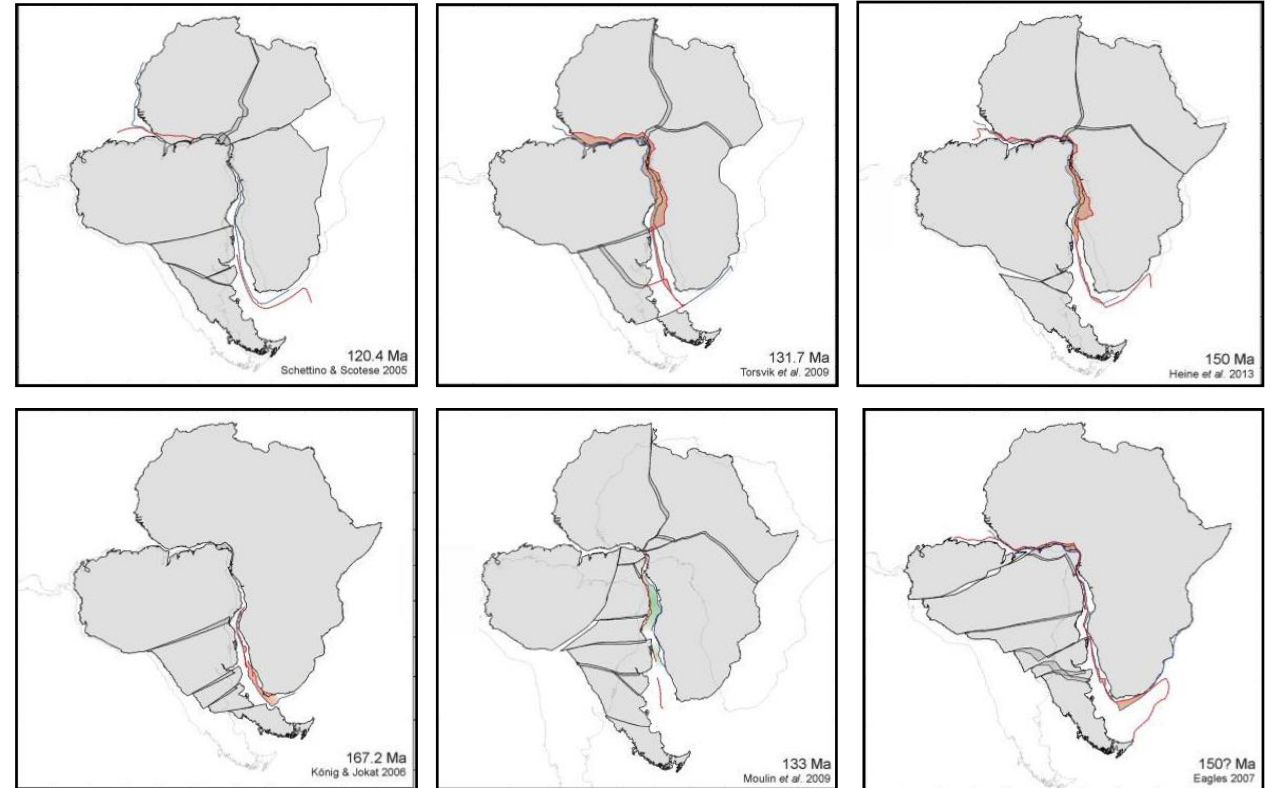 120.4 Ma
Schettino & Scotese 2005
131.7 Ma
Torsvik et al. 2009
150 Ma
Heine et al. 2013
167.2 Ma
König & Jokat 2006
133 Ma
Moulin et al. 2009
150? Ma
Eagles 2007